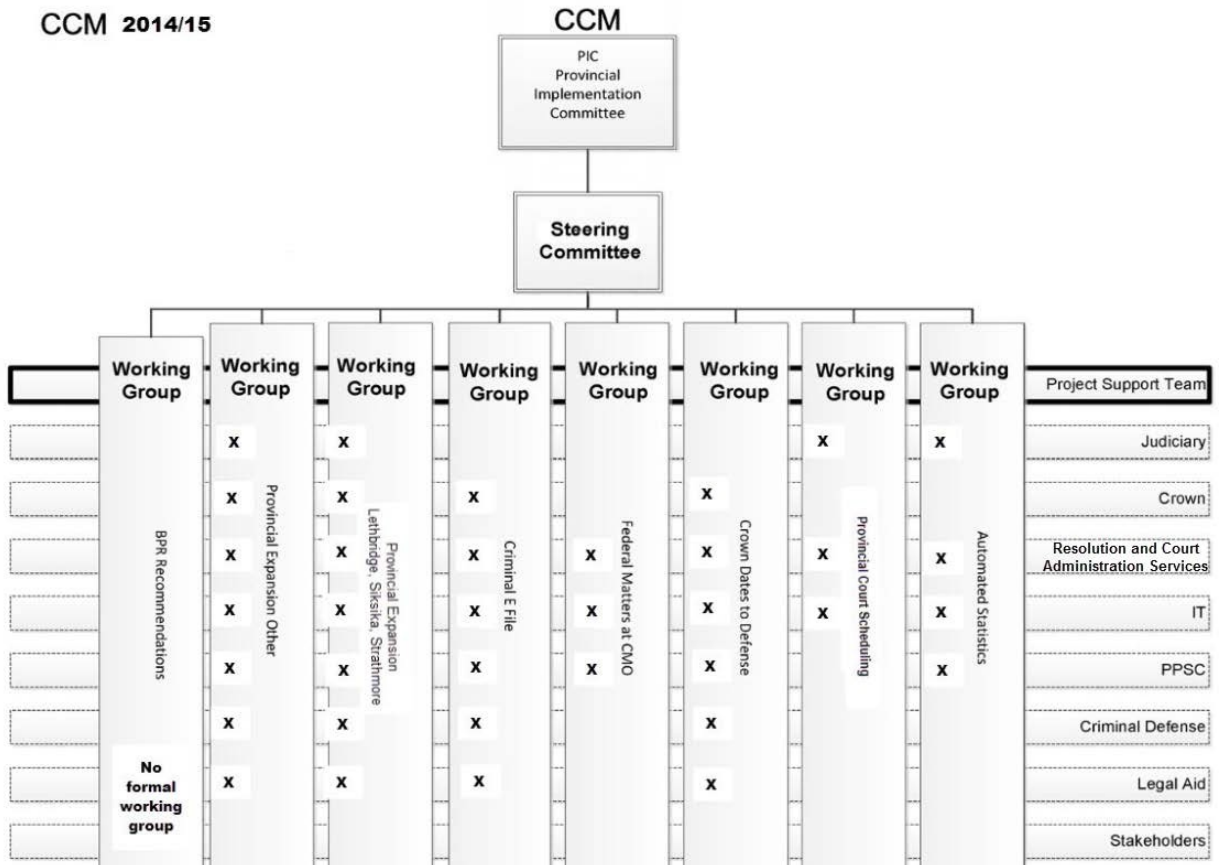 CCM 2014/15
CCM
PIC
Provincial
Implementation
Committee
Steering
Committee
Working
Group
Working
Group
Working
Group
Working
Group
Working
Group
Working
Group
Working
Group
Working
Group
Project Support Team
X X X X Judiciary
X X X X Crown
X X X X X X X Resolution and Court
Administration Services
X X X X X X X IT
X X X X X X PPSC
X X X X Criminal Defense
X X X X Legal Aid
Stakeholders
BPR Recommendations
Provincial Expansion Other
Provincial Expansion
Lethbridge, Siksika, Strathmore
Criminal E File
Federal Matters at CMO
Crown Dates to Defense
Provincial Court Scheduling
Automated Statistics
No
formal
working
group